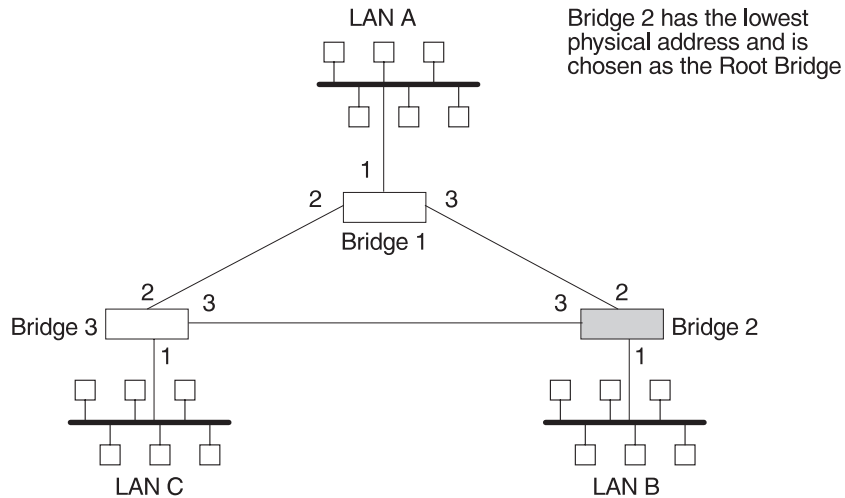 LAN A
Bridge 2 has the lowest
physical address and is
chosen as the Root Bridge
1
2
3
Bridge 1
2
3
3
2
Bridge 3
Bridge 2
1
1
LAN C
LAN B